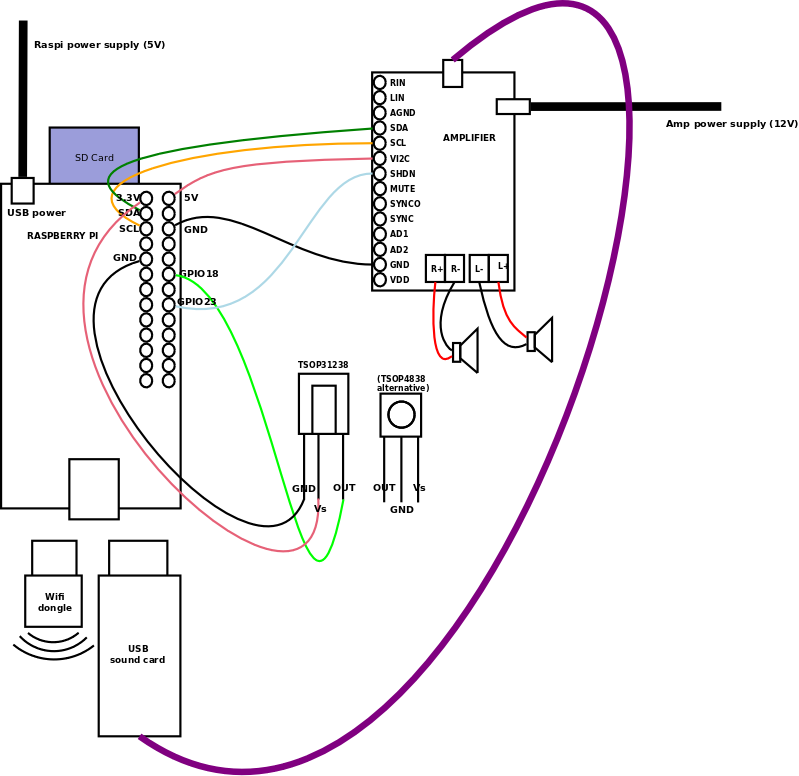 Raspi power supply (5V)
SD Card
USB power
RASPBERRY PI
3.3V
SDA
SCL
GND
5V
GND
GPIO18
GPIO23
RIN
LIN
AGND
SDA
SCL
VI2C
SHDN
MUTE
SYNCO
SYNC
AD1
AD2
GND
VDD
AMPLIFIER
R+
R-
L-
L+
Amp power supply (12V)
TSOP31238
GND
Vs
OUT
(TSOP4838
alternative)
OUT
GND
Vs
Wifi
dongle
USB
sound card